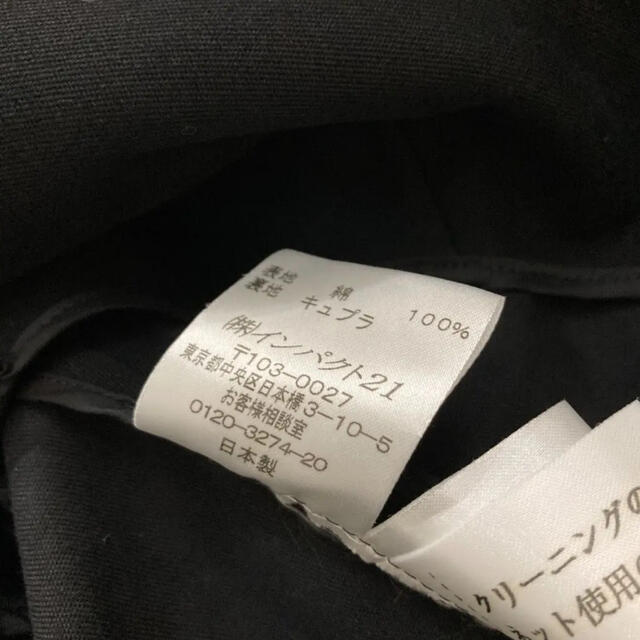 表地 綿
裏地 キュプラ 100%
㈱インパクト21
〒103-0027
東京都中央区日本橋3-10-5
お客様相談室
0120-3274-20
日本製
クリーニングの
ット使用